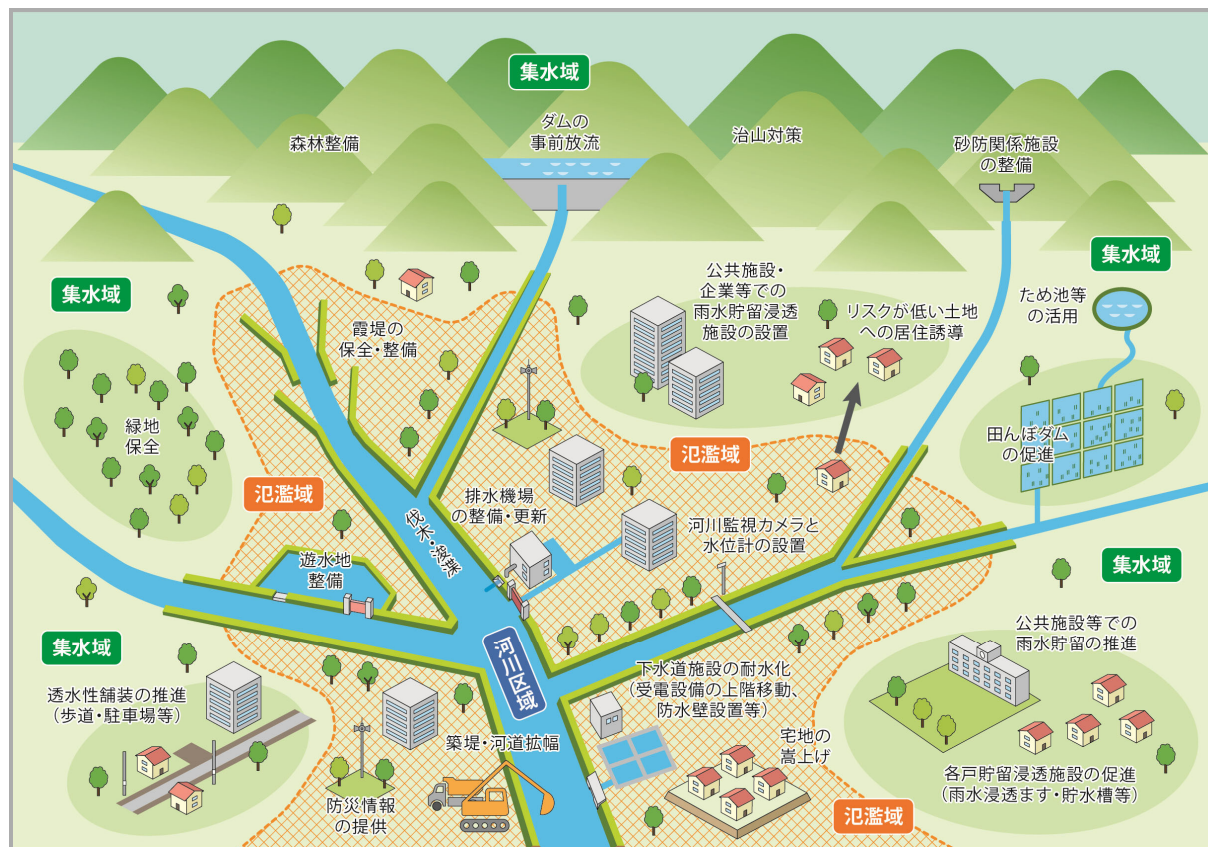 集水域
ダムの
事前放流
森林整備
治山対策
砂防関係施設
の整備
集水域
集水域
公共施設・
企業等での
雨水貯留浸透
施設の設置
リスクが低い土地
への居住誘導
ため池等
の活用
霞堤の
保全・整備
緑地
保全
田んぼダム
の促進
氾濫域
氾濫域
排水機場
の整備・更新
伐木・浚渫
河川監視カメラと
水位計の設置
遊水地
整備
集水域
集水域
公共施設等での
雨水貯留の推進
河川区域
下水道施設の耐水化
(受電設備の上階移動、
防水壁設置等)
透水性舗装の推進
(歩道・駐車場等)
築堤・河道拡幅
宅地の
嵩上げ
各戸貯留浸透施設の促進
(雨水浸透ます・貯水槽等)
防災情報
の提供
氾濫域